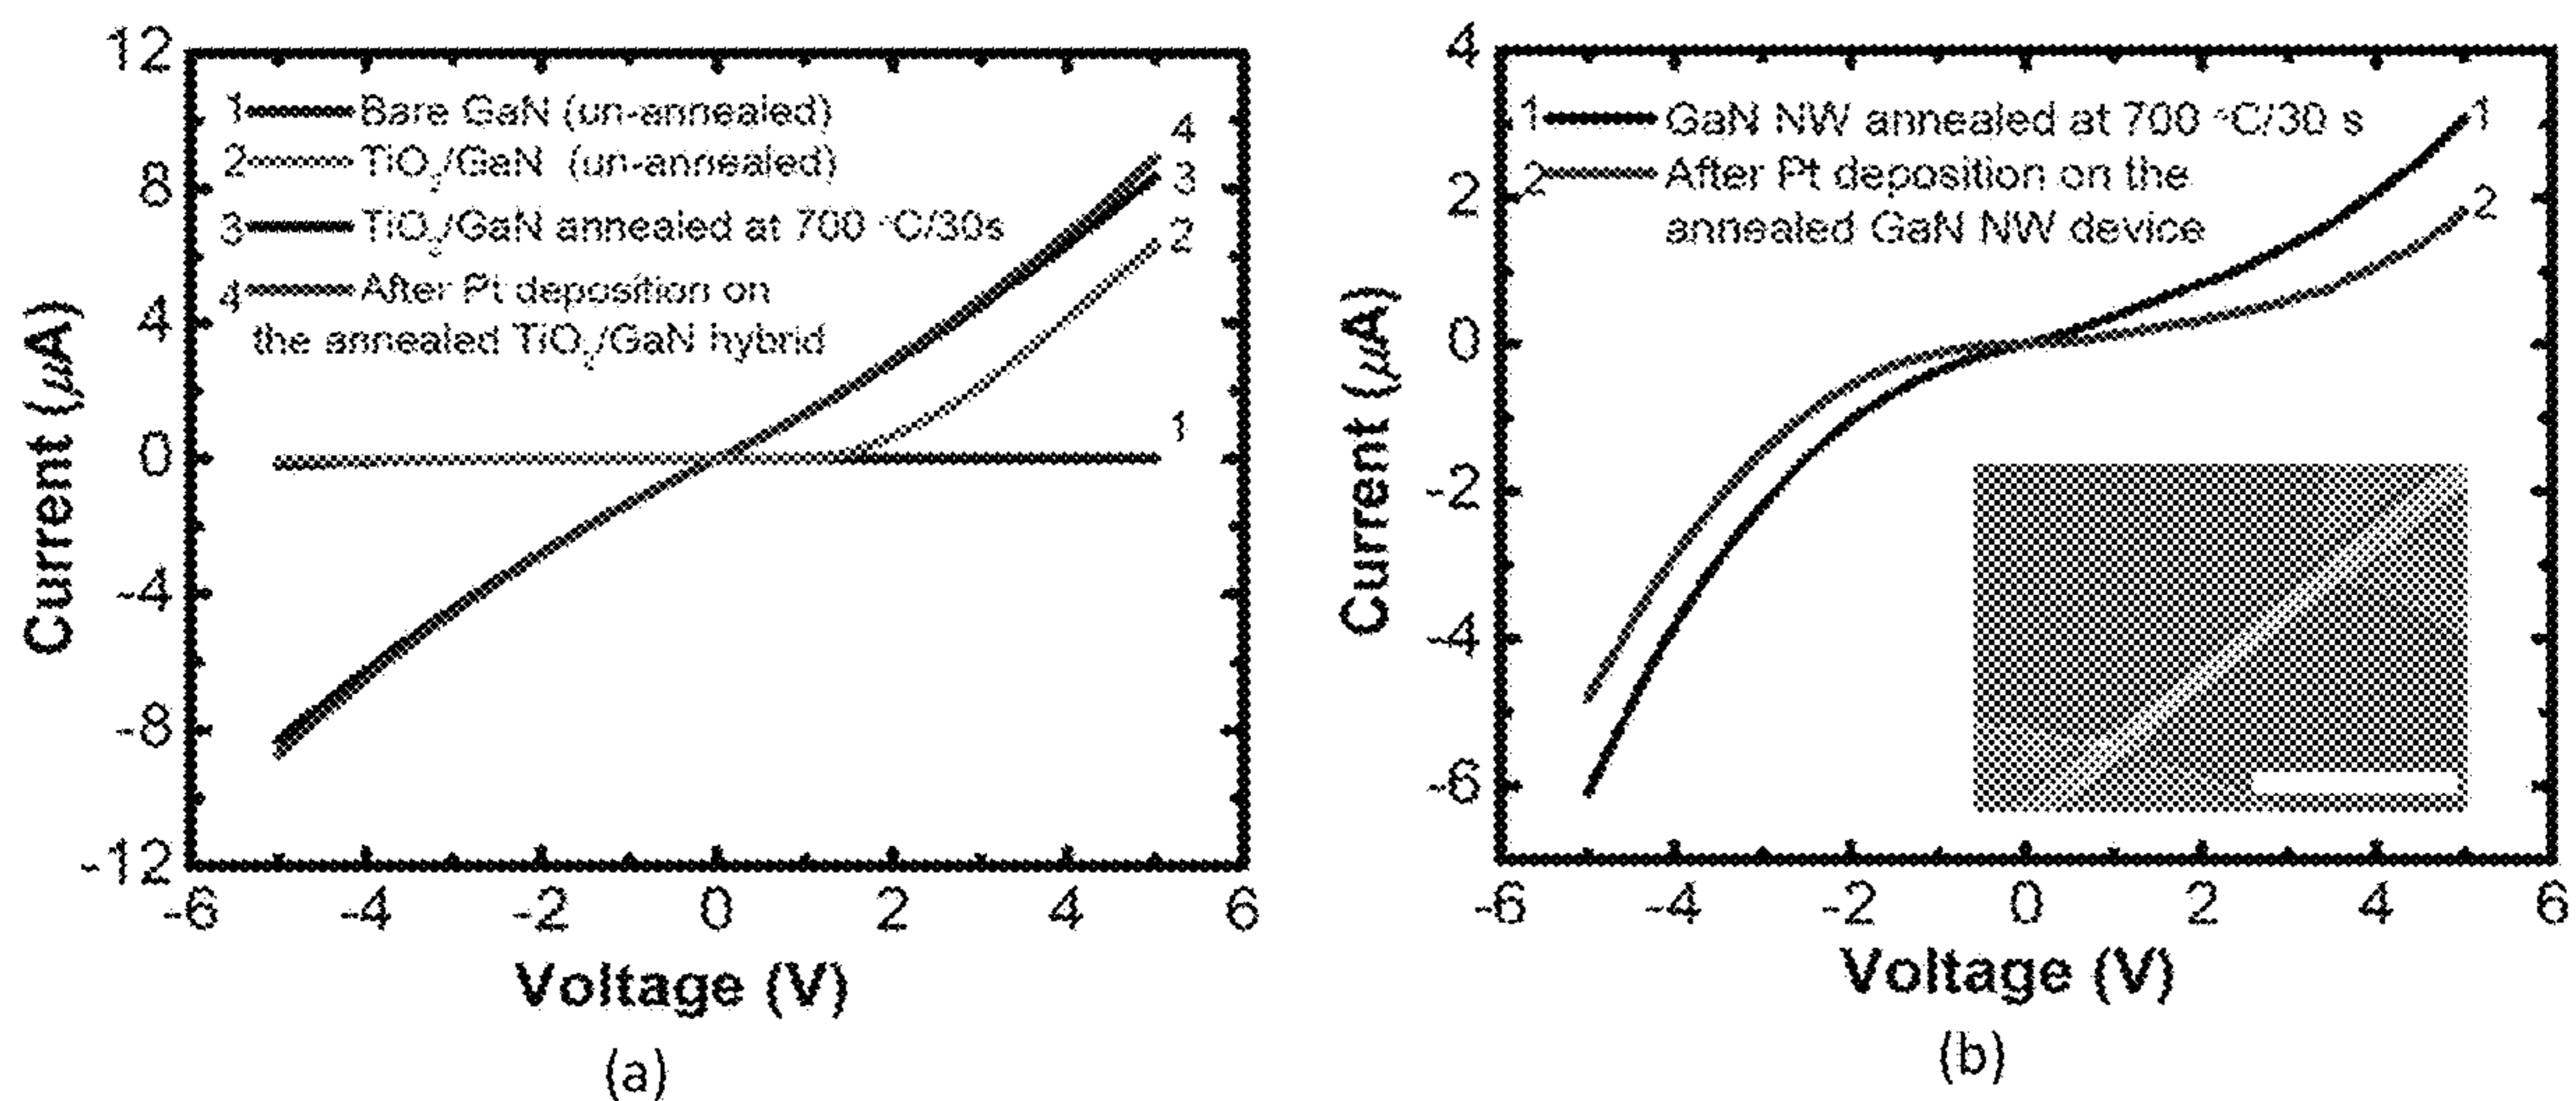 12
8
4
0
-4
-8
-12
-6
-4
-2
0
2
4
6
Current (μA)
Voltage (V)
1 Bare GaN (un-annealed)
2 TiO2/GaN (un-annealed)
3 TiO2/GaN annealed at 700 °C/30s
4 After Pt deposition on
the annealed TiO2/GaN hybrid
4
3
2
1
(a)
4
2
0
-2
-4
-6
-6
-4
-2
0
2
4
6
Current (μA)
Voltage (V)
1 GaN NW annealed at 700 °C/30 s
2 After Pt deposition on the
annealed GaN NW device
1
2
(b)